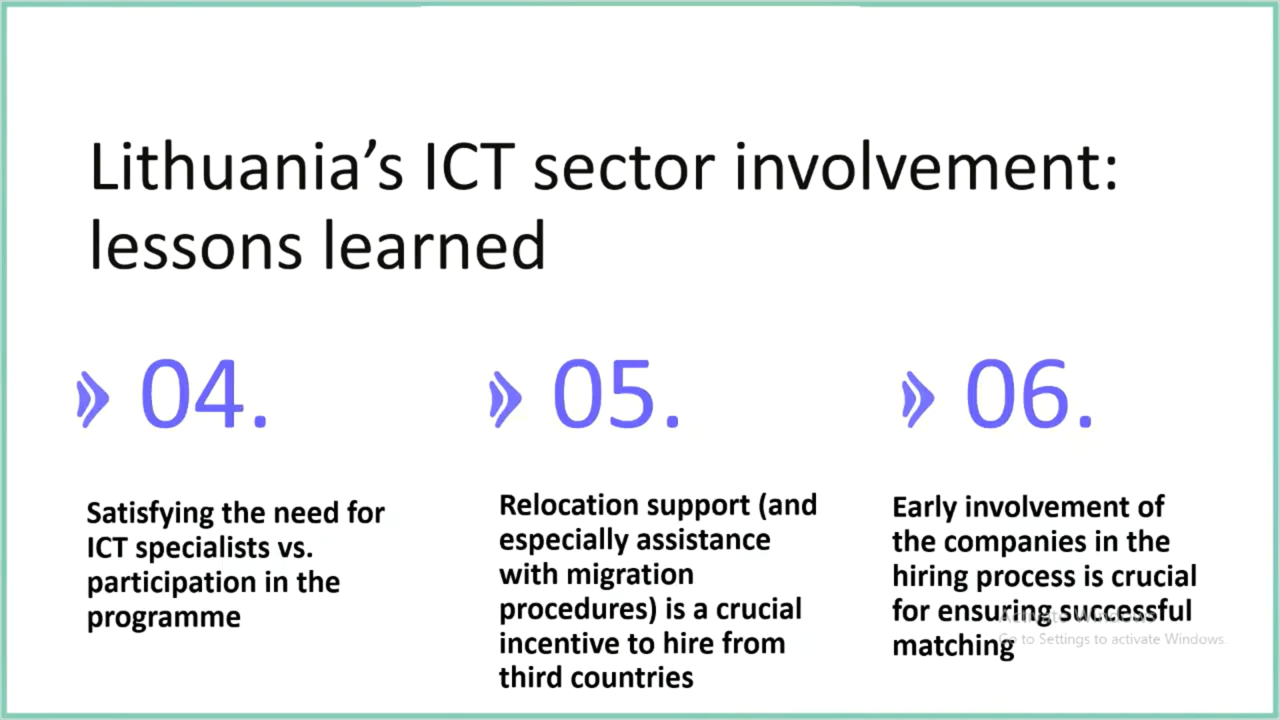 Lithuania’s ICT sector involvement:
lessons learned
04.
Satisfying the need for
ICT specialists vs.
participation in the
programme
05.
Relocation support (and
especially assistance
with migration
procedures) is a crucial
incentive to hire from
third countries
06.
Early involvement of
the companies in the
hiring process is crucial
for ensuring successful
matching
Activate Windows
Go to Settings to activate Windows.